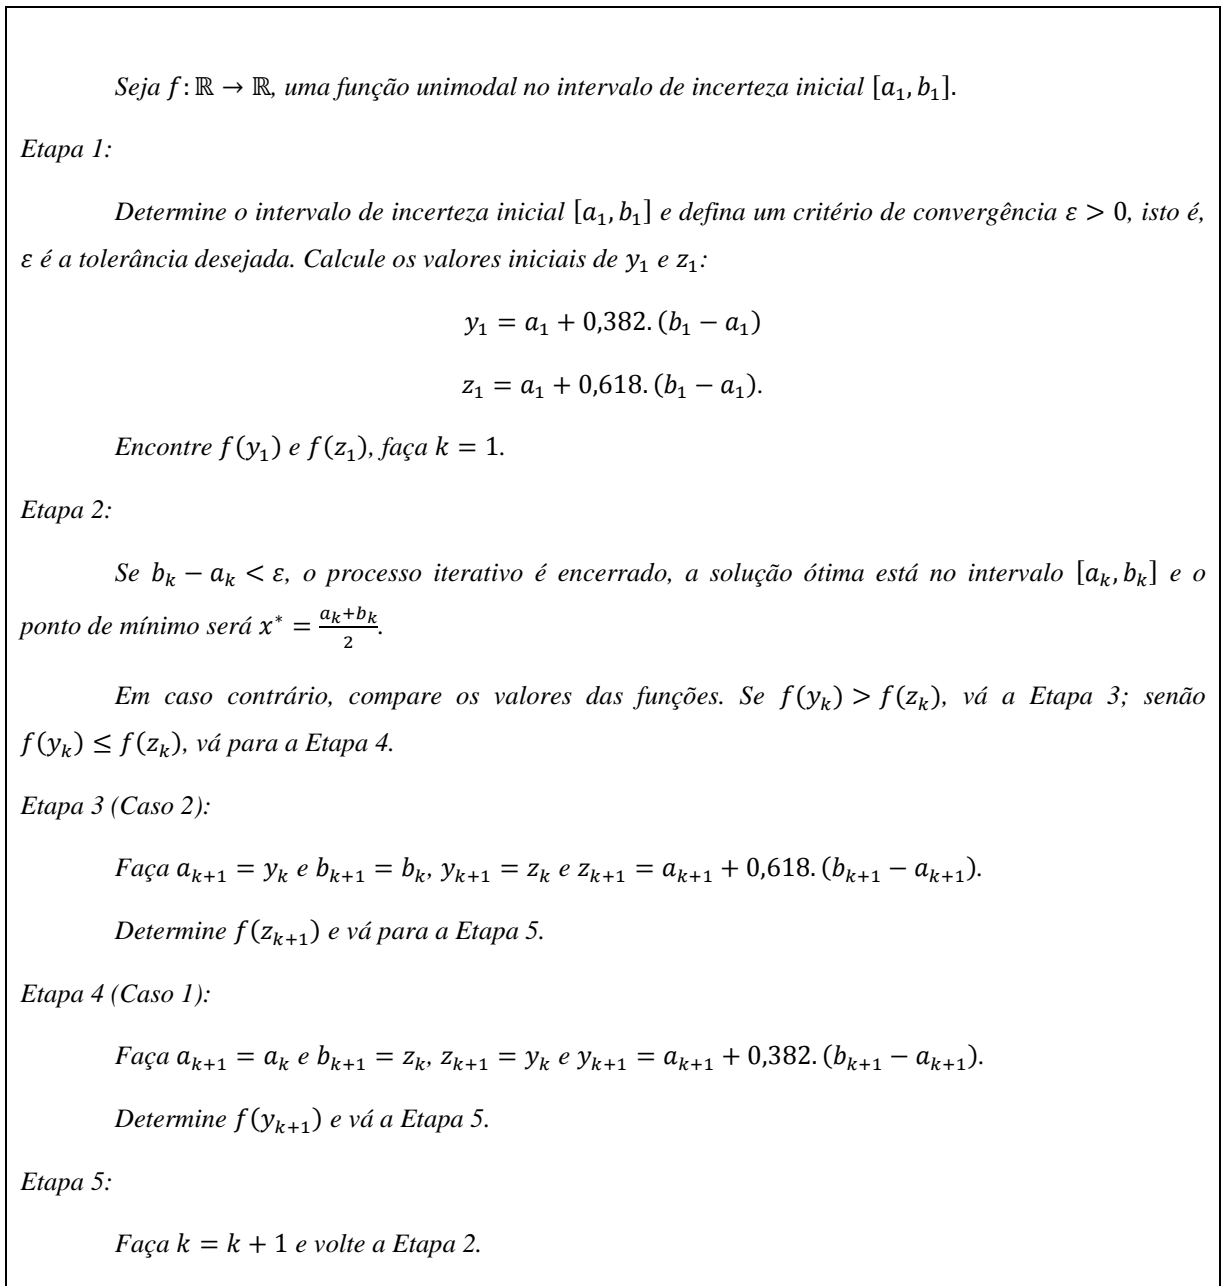 Seja f: ℝ → ℝ, uma função unimodal no intervalo de incerteza inicial [a₁, b₁].
Etapa 1:
Determine o intervalo de incerteza inicial [a₁, b₁] e defina um critério de convergência ε > 0, isto é,
ε é a tolerância desejada. Calcule os valores iniciais de y₁ e z₁:
y₁ = a₁ + 0,382. (b₁ − a₁)
z₁ = a₁ + 0,618. (b₁ − a₁).
Encontre f(y₁) e f(z₁), faça k = 1.
Etapa 2:
Se bₖ − aₖ < ε, o processo iterativo é encerrado, a solução ótima está no intervalo [aₖ, bₖ] e o
ponto de mínimo será x* = (aₖ+bₖ)/2.
Em caso contrário, compare os valores das funções. Se f(yₖ) > f(zₖ), vá a Etapa 3; senão
f(yₖ) ≤ f(zₖ), vá para a Etapa 4.
Etapa 3 (Caso 2):
Faça aₖ₊₁ = yₖ e bₖ₊₁ = bₖ, yₖ₊₁ = zₖ e zₖ₊₁ = aₖ₊₁ + 0,618. (bₖ₊₁ − aₖ₊₁).
Determine f(zₖ₊₁) e vá para a Etapa 5.
Etapa 4 (Caso 1):
Faça aₖ₊₁ = aₖ e bₖ₊₁ = zₖ, zₖ₊₁ = yₖ e yₖ₊₁ = aₖ₊₁ + 0,382. (bₖ₊₁ − aₖ₊₁).
Determine f(yₖ₊₁) e vá a Etapa 5.
Etapa 5:
Faça k = k + 1 e volte a Etapa 2.